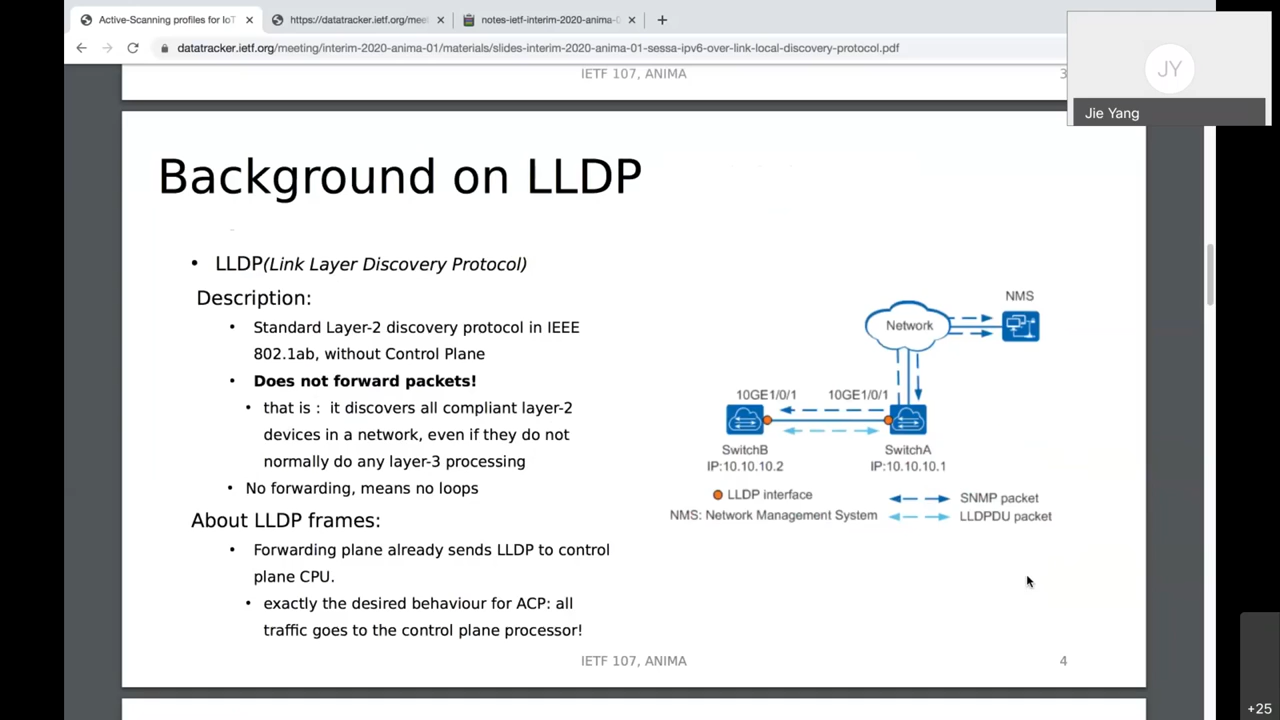 Active-Scanning profiles for IoT
https://datatracker.ietf.org/mee
notes-ietf-interim-2020-anima-0
datatracker.ietf.org/meeting/interim-2020-anima-01/materials/slides-interim-2020-anima-01-sessa-ipv6-over-link-local-discovery-protocol.pdf
JY
Jie Yang
IETF 107, ANIMA
3
Background on LLDP
• LLDP(Link Layer Discovery Protocol)
Description:
• Standard Layer-2 discovery protocol in IEEE
802.1ab, without Control Plane
• Does not forward packets!
• that is : it discovers all compliant layer-2
devices in a network, even if they do not
normally do any layer-3 processing
• No forwarding, means no loops
About LLDP frames:
• Forwarding plane already sends LLDP to control
plane CPU.
• exactly the desired behaviour for ACP: all
traffic goes to the control plane processor!
NMS
Network
10GE1/0/1 10GE1/0/1
SwitchB SwitchA
IP:10.10.10.2 IP:10.10.10.1
LLDP interface SNMP packet
NMS: Network Management System LLDPDU packet
IETF 107, ANIMA
4
+25